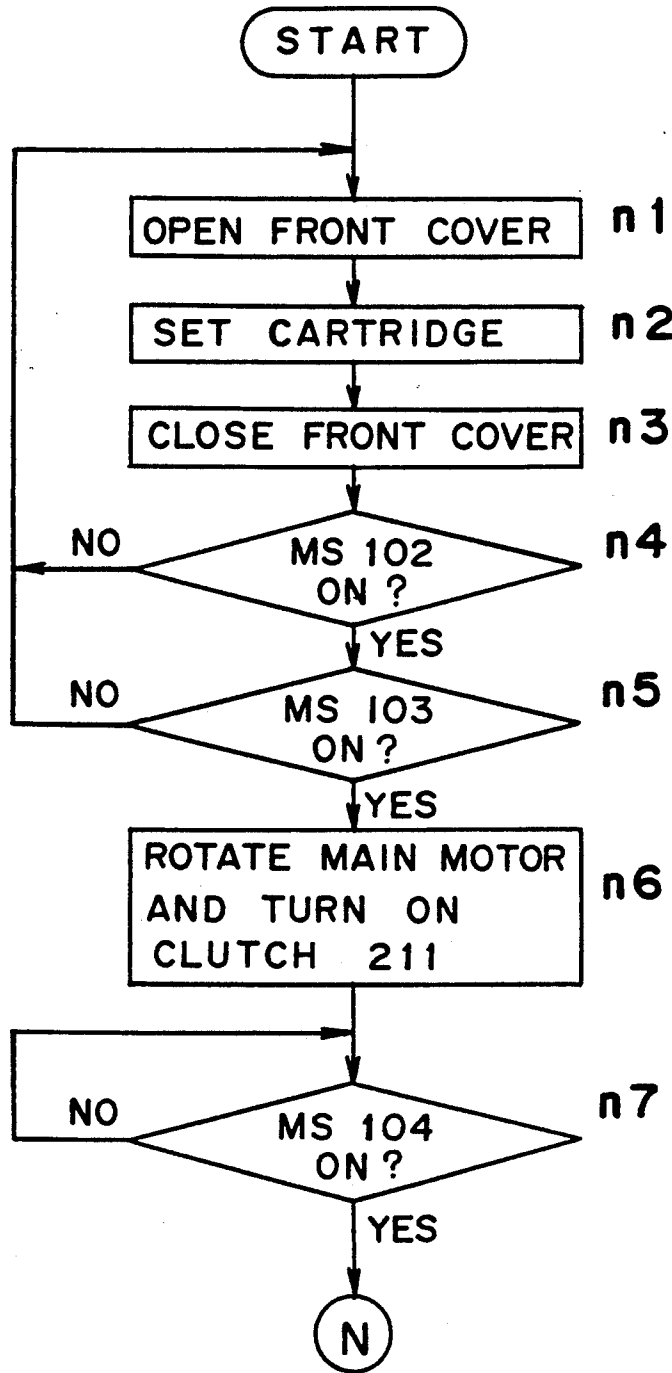 START
OPEN FRONT COVER n1
SET CARTRIDGE n2
CLOSE FRONT COVER n3
n4
NO
MS 102
ON ?
YES
n5
NO
MS 103
ON ?
YES
ROTATE MAIN MOTOR
n6
AND TURN ON
CLUTCH 211
n7
NO
MS 104
ON ?
YES
N